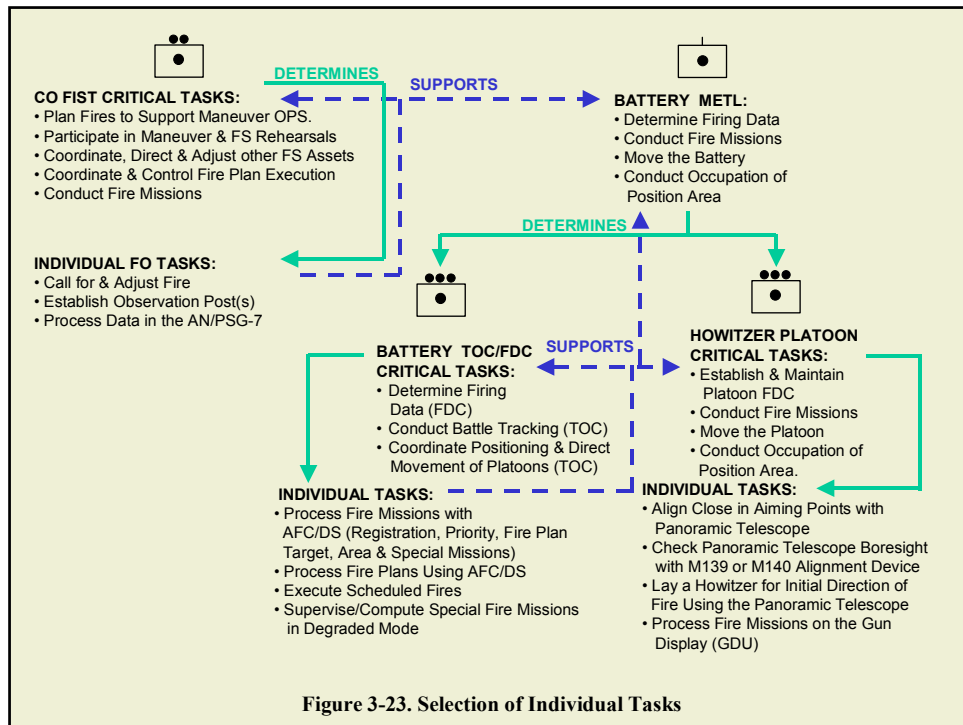 DETERMINES
SUPPORTS
CO FIST CRITICAL TASKS:
• Plan Fires to Support Maneuver OPS.
• Participate in Maneuver & FS Rehearsals
• Coordinate, Direct & Adjust other FS Assets
• Coordinate & Control Fire Plan Execution
• Conduct Fire Missions
BATTERY METL:
• Determine Firing Data
• Conduct Fire Missions
• Move the Battery
• Conduct Occupation of
Position Area
DETERMINES
INDIVIDUAL FO TASKS:
• Call for & Adjust Fire
• Establish Observation Post(s)
• Process Data in the AN/PSG-7
SUPPORTS
BATTERY TOC/FDC
CRITICAL TASKS:
• Determine Firing
Data (FDC)
• Conduct Battle Tracking (TOC)
• Coordinate Positioning & Direct
Movement of Platoons (TOC)
HOWITZER PLATOON
CRITICAL TASKS:
• Establish & Maintain
Platoon FDC
• Conduct Fire Missions
• Move the Platoon
• Conduct Occupation of
Position Area.
INDIVIDUAL TASKS:
• Process Fire Missions with
AFC/DS (Registration, Priority, Fire Plan
Target, Area & Special Missions)
• Process Fire Plans Using AFC/DS
• Execute Scheduled Fires
• Supervise/Compute Special Fire Missions
in Degraded Mode
INDIVIDUAL TASKS:
• Align Close in Aiming Points with
Panoramic Telescope
• Check Panoramic Telescope Boresight
with M139 or M140 Alignment Device
• Lay a Howitzer for Initial Direction of
Fire Using the Panoramic Telescope
• Process Fire Missions on the Gun
Display (GDU)
Figure 3-23. Selection of Individual Tasks